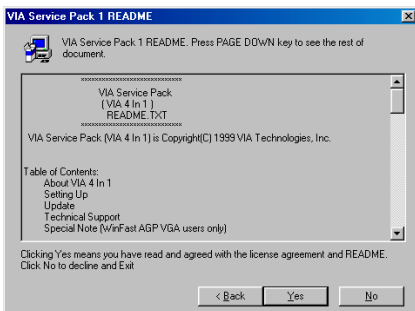 VIA Service Pack 1 README
VIA Service Pack 1 README. Press PAGE DOWN key to see the rest of
document.
xxxxxxxxxxxxxxxxxxxxxxxxxxxxx
VIA Service Pack
( VIA 4 In 1 )
README.TXT
xxxxxxxxxxxxxxxxxxxxxxxxxxxxx
VIA Service Pack (VIA 4 In 1) is Copyright(C) 1999 VIA Technologies, Inc.
Table of Contents:
About VIA 4 In 1
Setting Up
Update
Technical Support
Special Note (WinFast AGP VGA users only)
Clicking Yes means you have read and agreed with the license agreement and README.
Click No to decline and Exit
< Back Yes No